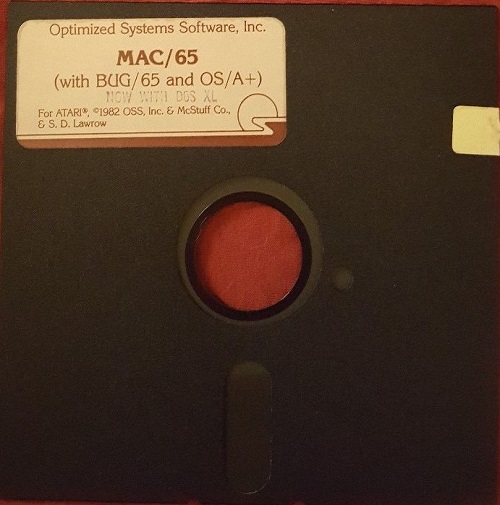 Optimized Systems Software, Inc.
MAC/65
(with BUG/65 and OS/A+)
NOW WITH DOS XL
For ATARI®, ©1982 OSS, Inc. & McStuff Co.,
& S. D. Lawrow